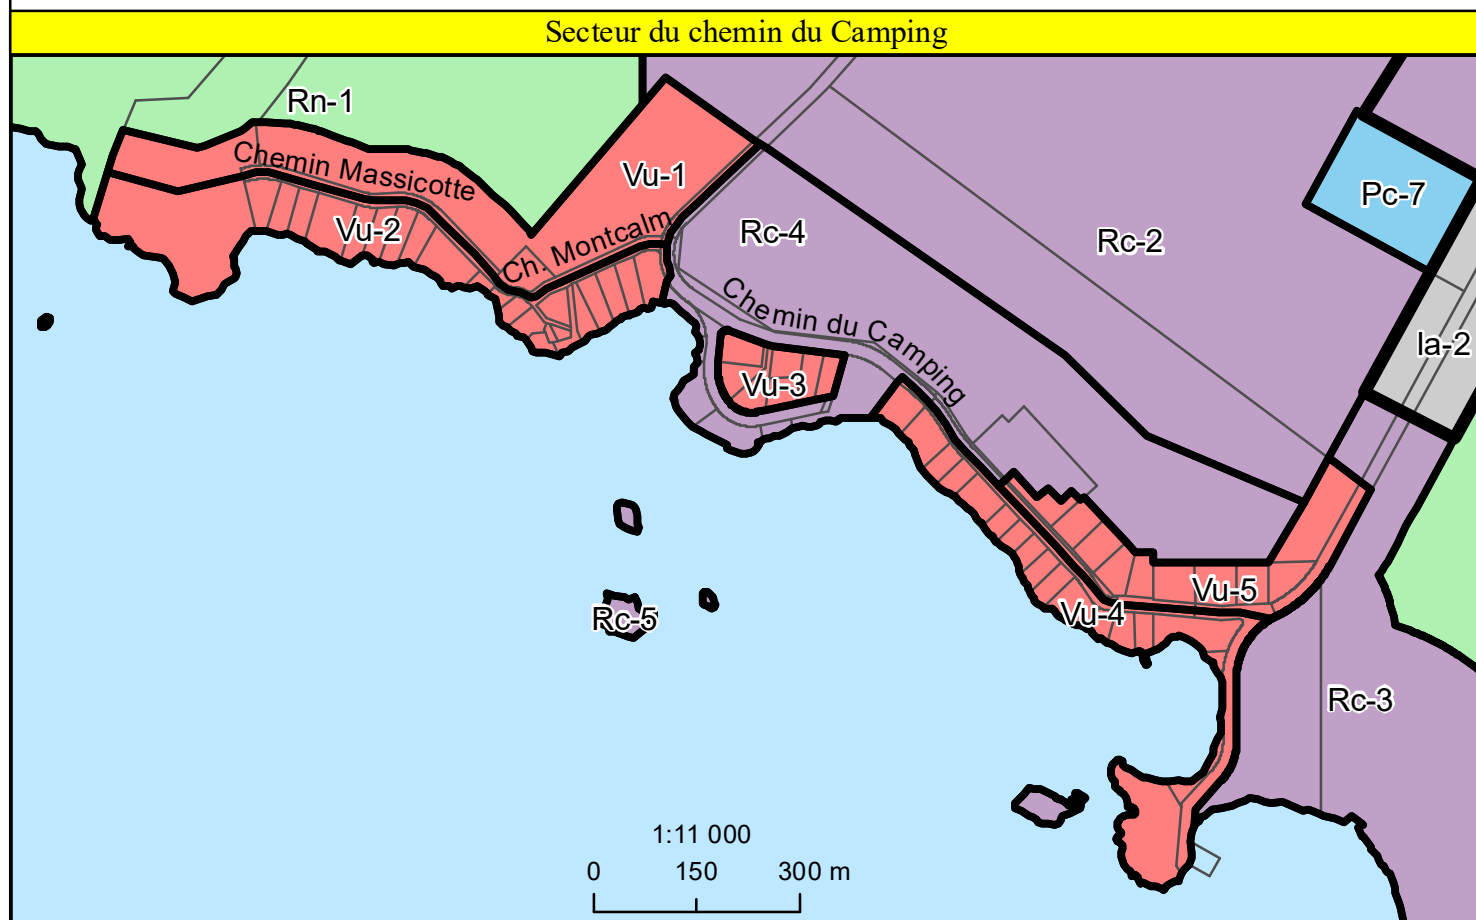 Secteur du chemin du Camping
Rn-1
Chemin Massicotte
Vu-1
Pc-7
Vu-2
Ch. Montcalm
Rc-4
Rc-2
Chemin du Camping
Ia-2
Vu-3
Vu-5
Vu-4
Rc-5
Rc-3
1:11 000
0 150 300 m